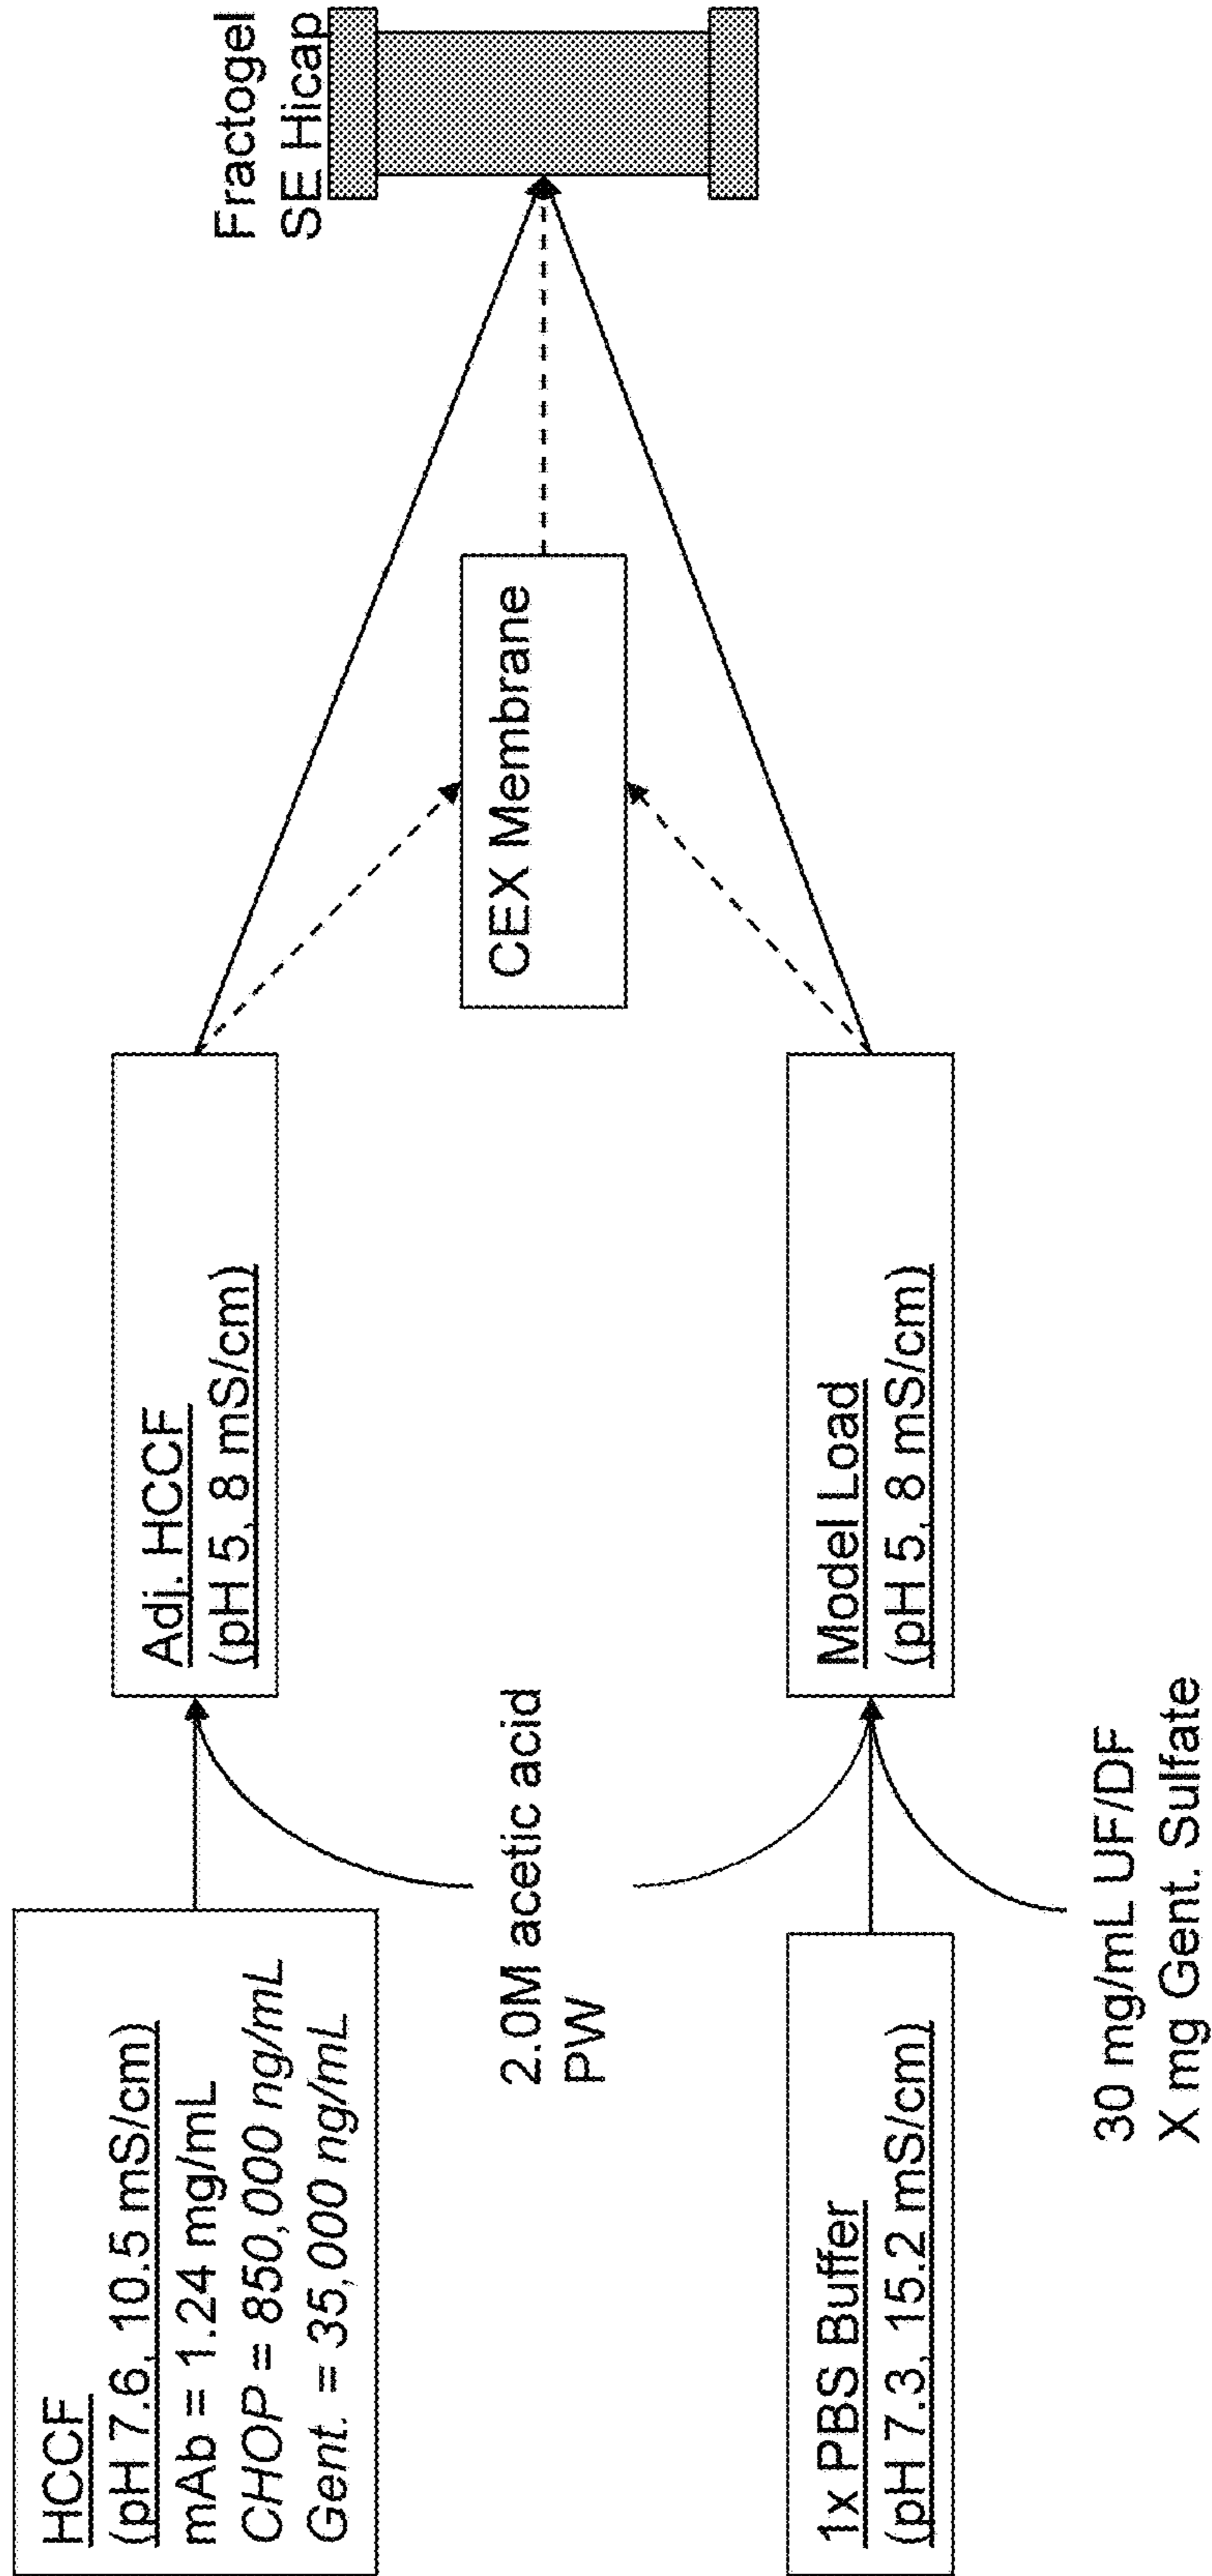 HCCF
(pH 7.6, 10.5 mS/cm)
mAb = 1.24 mg/mL
CHOP = 850,000 ng/mL
Gent. = 35,000 ng/mL
Adj. HCCF
(pH 5, 8 mS/cm)
2.0M acetic acid
PW
1x PBS Buffer
(pH 7.3, 15.2 mS/cm)
Model Load
(pH 5, 8 mS/cm)
30 mg/mL UF/DF
X mg Gent. Sulfate
CEX Membrane
Fractogel
SE Hicap